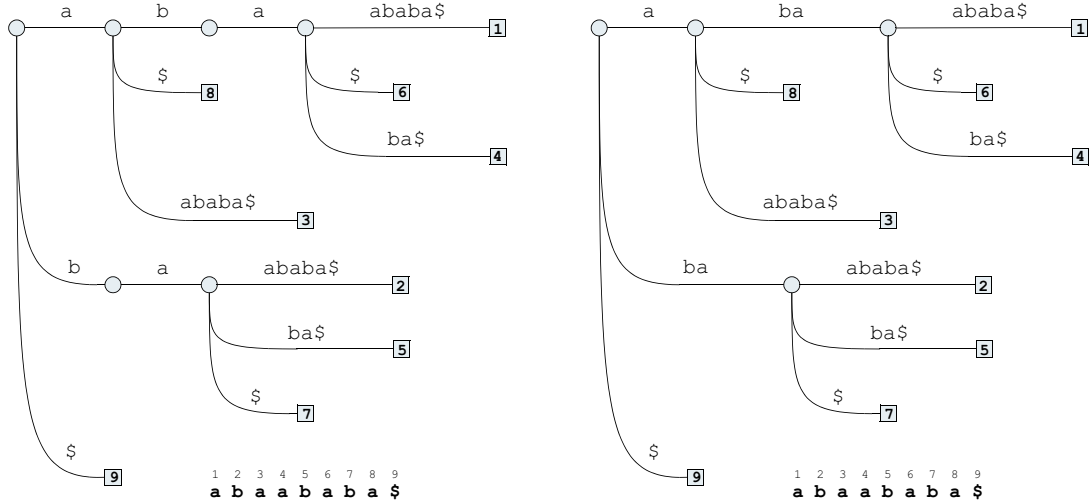 a b a ababa$ 1
$ 8 $ 6
ba$ 4
ababa$ 3
b a ababa$ 2
ba$ 5
$ 7
$ 9
1 2 3 4 5 6 7 8 9
a b a a b a b a $
a ba ababa$ 1
$ 8 $ 6
ba$ 4
ababa$ 3
ba ababa$ 2
ba$ 5
$ 7
$ 9
1 2 3 4 5 6 7 8 9
a b a a b a b a $